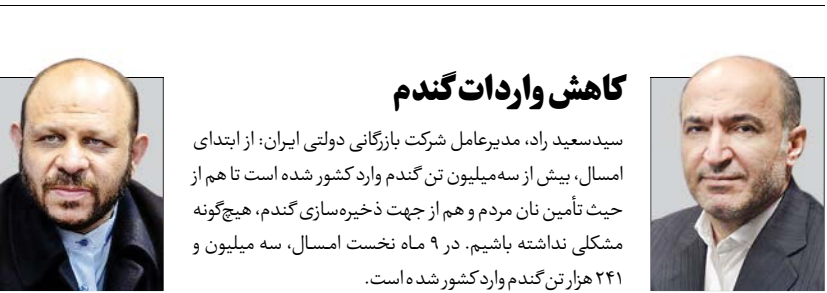 کاهش واردات گندم
سیدسعید راد، مدیرعامل شرکت بازرگانی دولتی ایران: از ابتدای
امسال، بیش از سه‌میلیون تن گندم وارد کشور شده است تا هم از
حیث تأمین نان مردم و هم از جهت ذخیره‌سازی گندم، هیچ‌گونه
مشکلی نداشته باشیم. در ۹ ماه نخست امسال، سه میلیون و
۲۴۱ هزار تن گندم وارد کشور شده است.